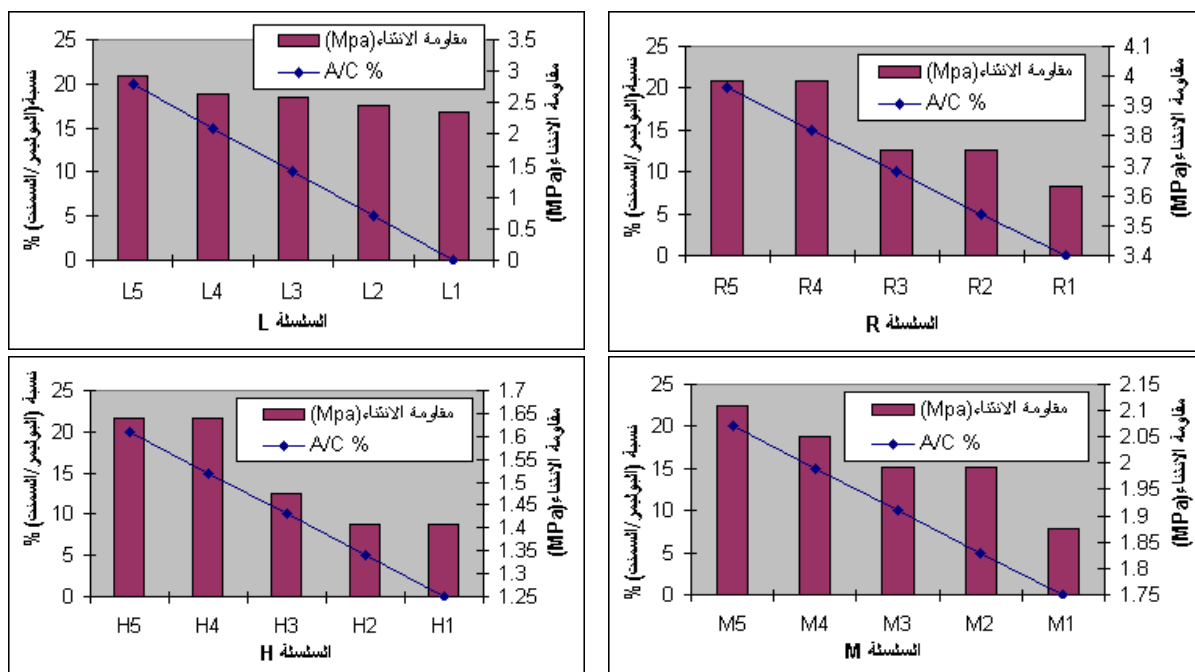 نسبة (البوليمر/السمنت) %
25
20
15
10
5
0
مقاومة الانثناء(Mpa)
A/C %
3.5
3
2.5
2
1.5
1
0.5
0
مقاومة الانثناء(MPa)
L5 L4 L3 L2 L1
السلسلة L
نسبة (البوليمر/السمنت) %
25
20
15
10
5
0
مقاومة الانثناء(Mpa)
A/C %
4.1
4
3.9
3.8
3.7
3.6
3.5
3.4
مقاومة الانثناء(MPa)
R5 R4 R3 R2 R1
السلسلة R
نسبة (البوليمر/السمنت) %
25
20
15
10
5
0
مقاومة الانثناء(Mpa)
A/C %
1.7
1.65
1.6
1.55
1.5
1.45
1.4
1.35
1.3
1.25
مقاومة الانثناء(MPa)
H5 H4 H3 H2 H1
السلسلة H
نسبة (البوليمر/السمنت) %
25
20
15
10
5
0
مقاومة الانثناء(Mpa)
A/C %
2.15
2.1
2.05
2
1.95
1.9
1.85
1.8
1.75
مقاومة الانثناء(MPa)
M5 M4 M3 M2 M1
السلسلة M